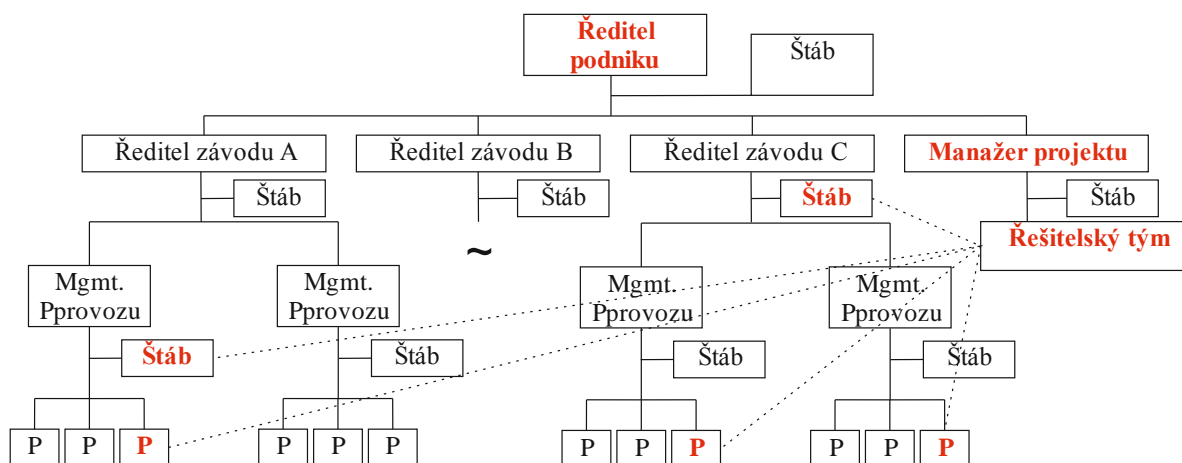 Ředitel
podniku
Štáb
Ředitel závodu A
Ředitel závodu B
Ředitel závodu C
Manažer projektu
Štáb
Štáb
Štáb
Štáb
Řešitelský tým
~
Mgmt.
Pprovozu
Mgmt.
Pprovozu
Mgmt.
Pprovozu
Mgmt.
Pprovozu
Štáb
Štáb
Štáb
Štáb
P
P
P
P
P
P
P
P
P
P
P
P